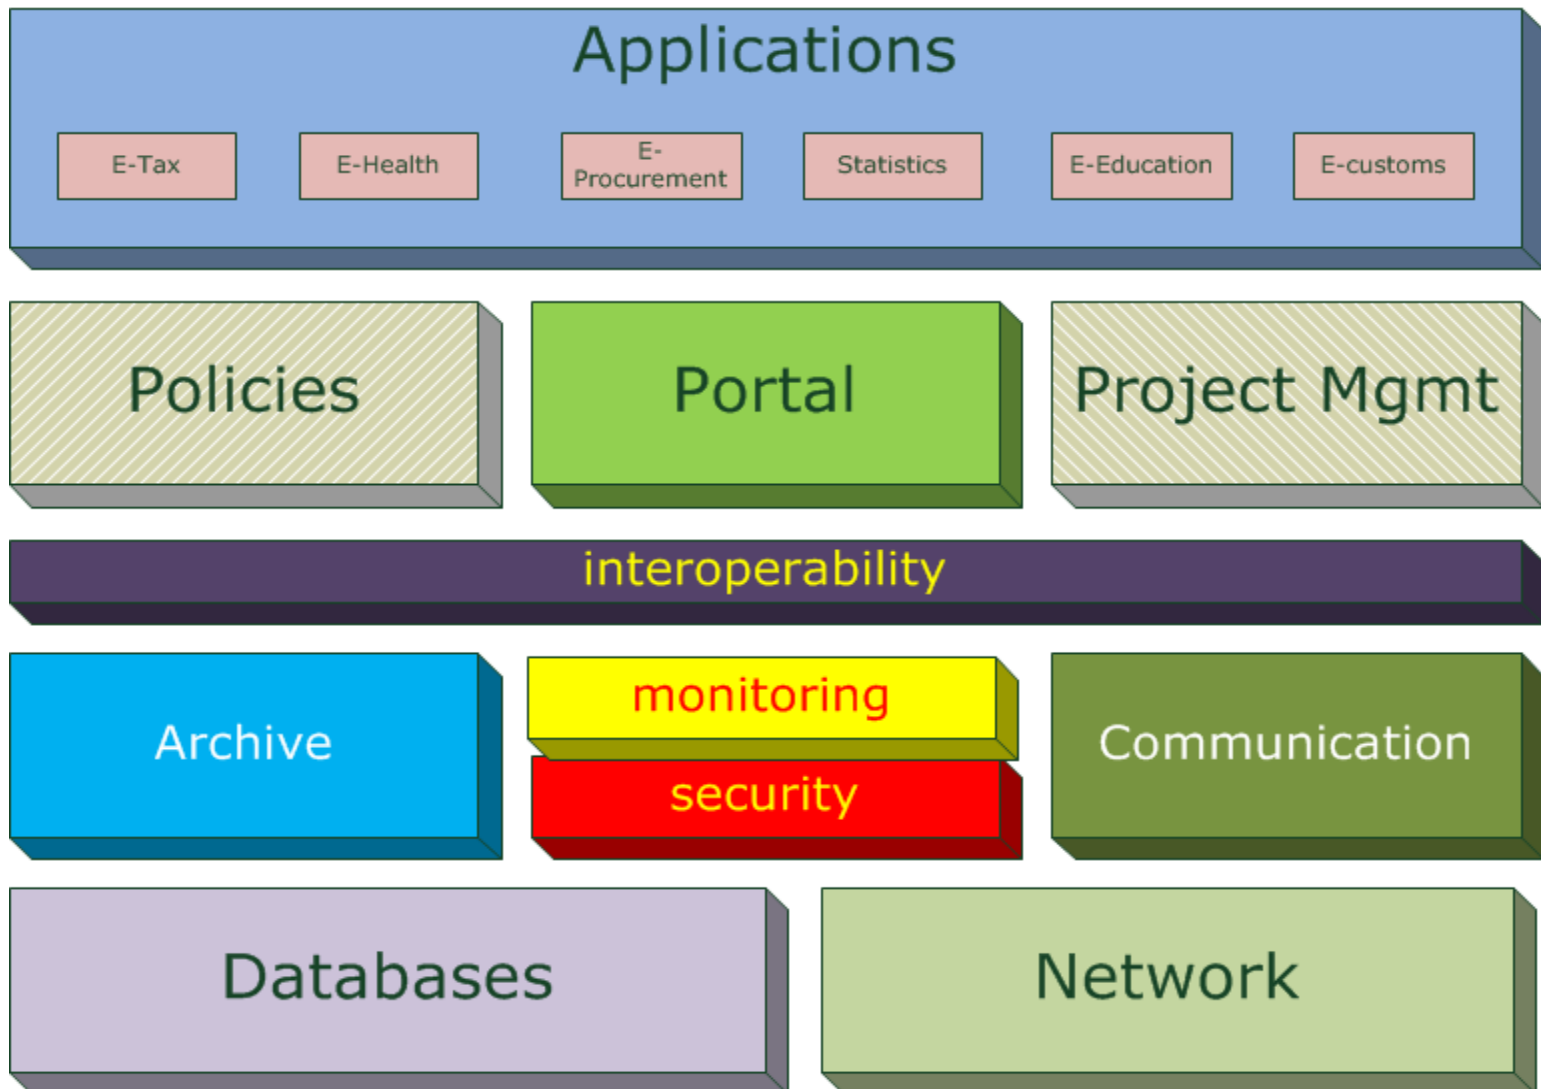 Applications
E-Tax
E-Health
E-
Procurement
Statistics
E-Education
E-customs
Policies
Portal
Project Mgmt
interoperability
Archive
monitoring
security
Communication
Databases
Network